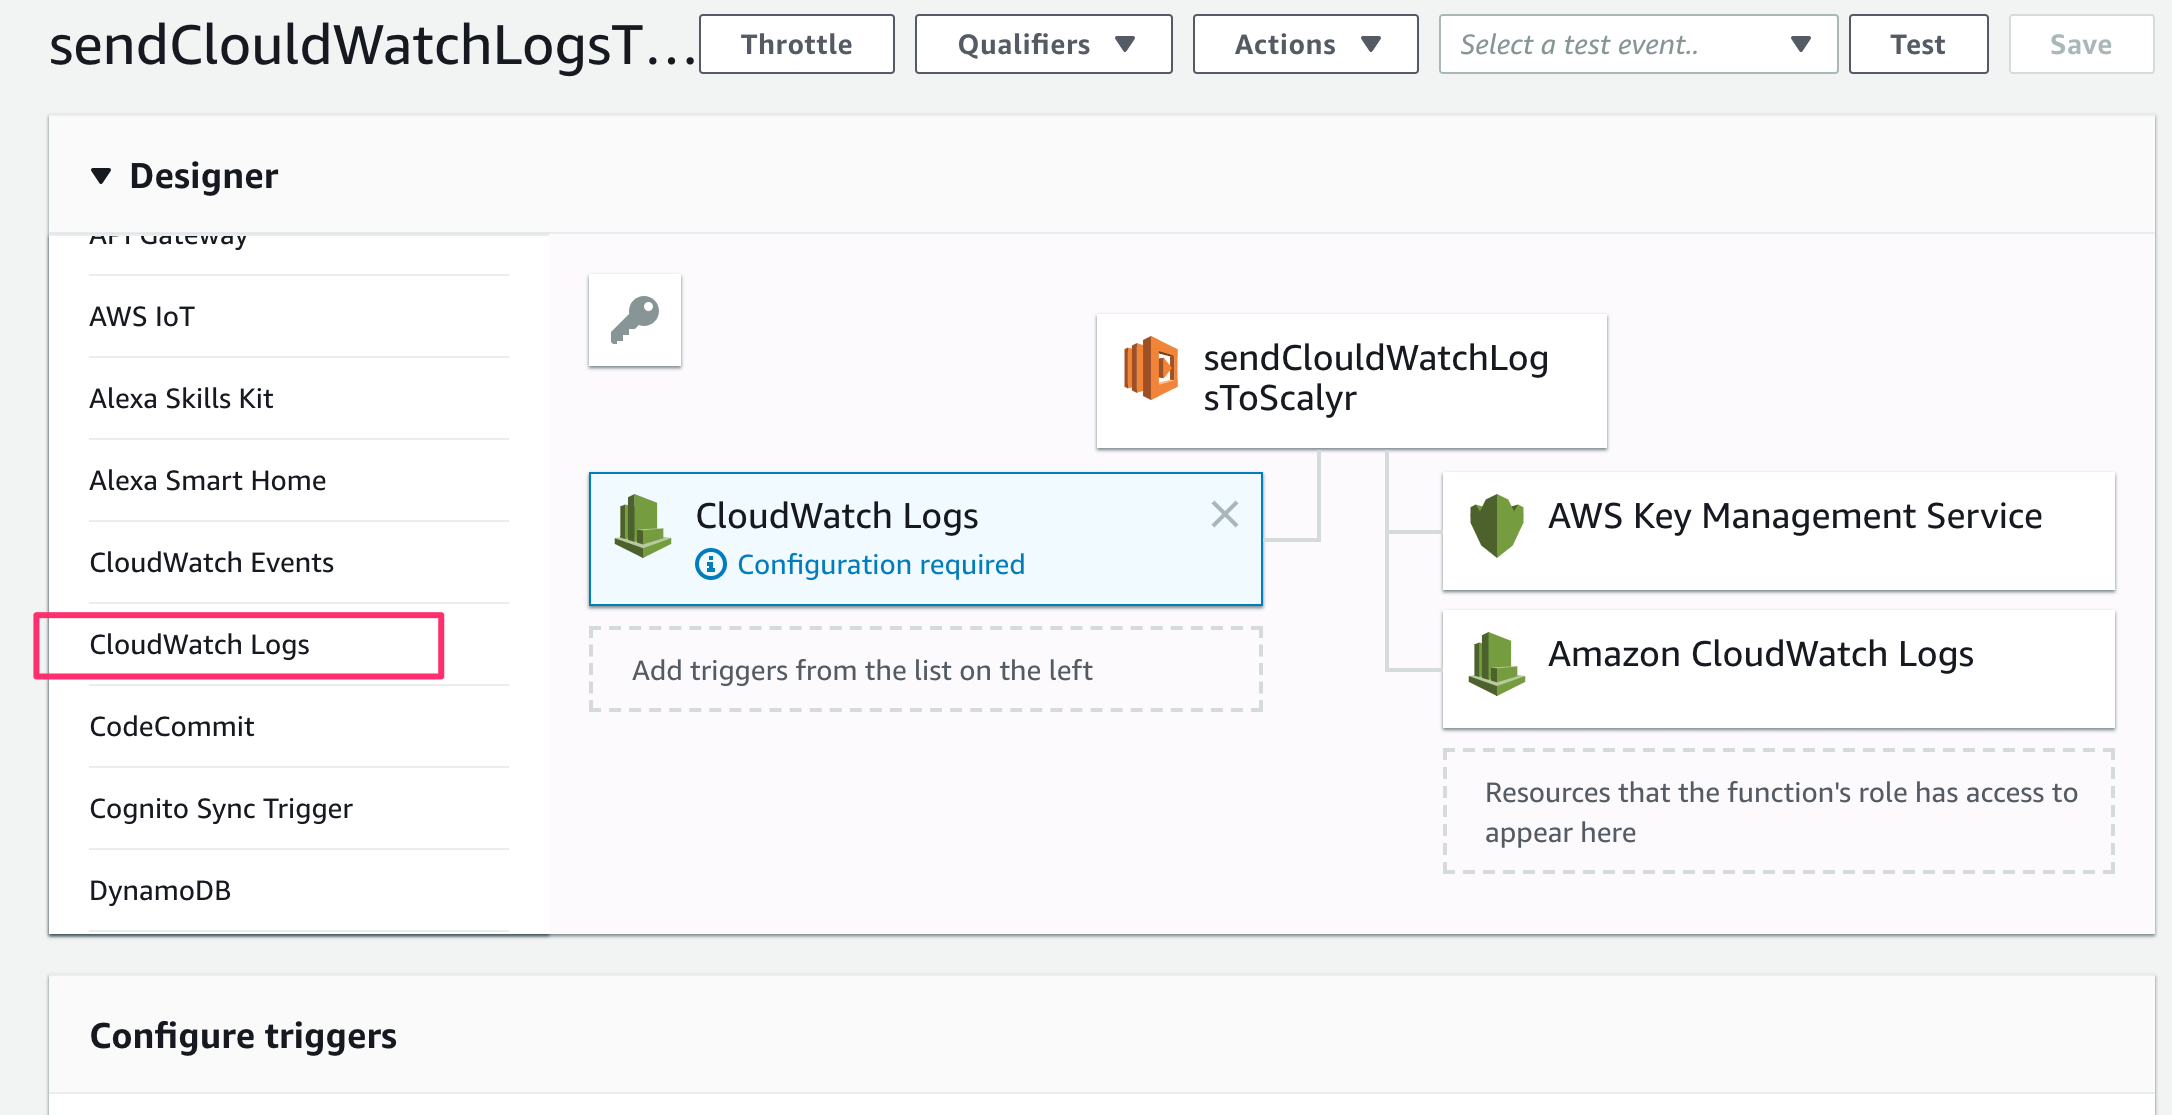 sendClouldWatchLogsT...
Throttle
Qualifiers
Actions
Select a test event..
Test
Save
Designer
API Gateway
AWS IoT
Alexa Skills Kit
Alexa Smart Home
CloudWatch Events
CloudWatch Logs
CodeCommit
Cognito Sync Trigger
DynamoDB
sendClouldWatchLog
sToScalyr
CloudWatch Logs
Configuration required
Add triggers from the list on the left
AWS Key Management Service
Amazon CloudWatch Logs
Resources that the function's role has access to
appear here
Configure triggers